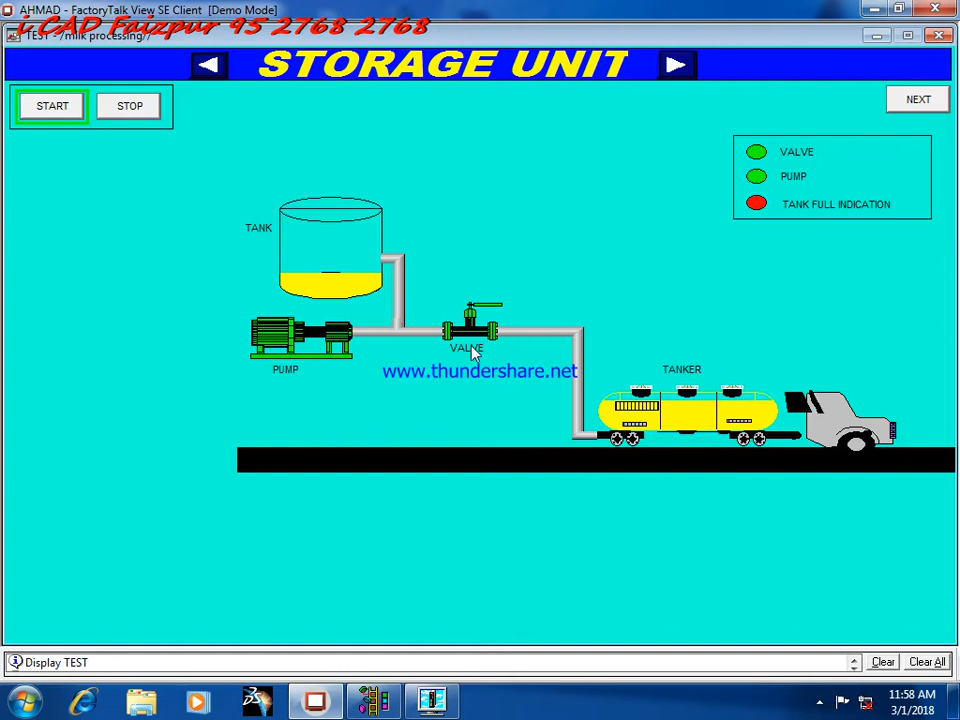 AHMAD - FactoryTalk View SE Client [Demo Mode]
i CAD Faizpur 95 2768 2768
TEST - /milk processing//
STORAGE UNIT
START
STOP
NEXT
VALVE
PUMP
TANK FULL INDICATION
TANK
VALVE
PUMP
www.thundershare.net
TANKER
Display TEST
Clear
Clear All
11:58 AM
3/1/2018